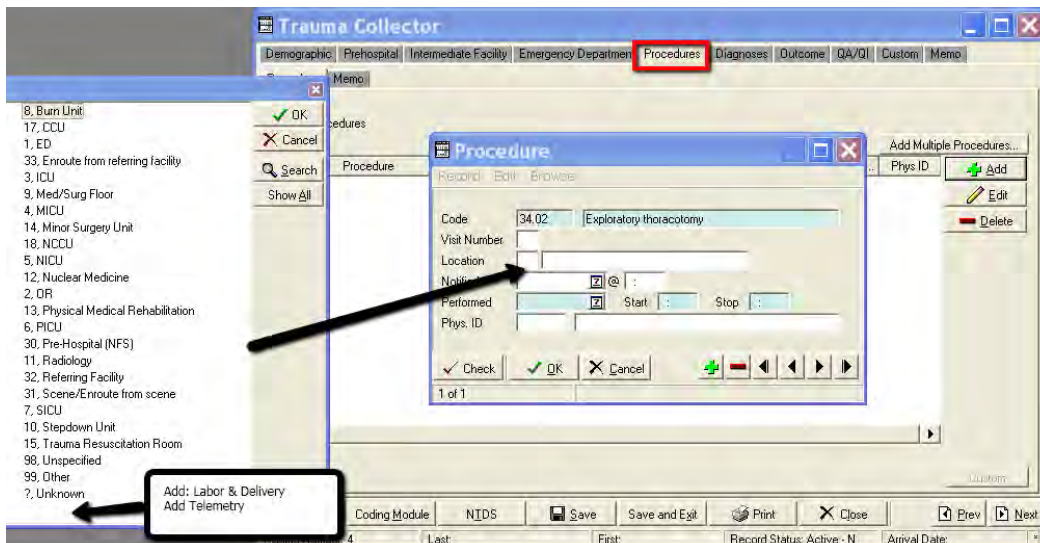 Trauma Collector
Demographic Prehospital Intermediate Facility Emergency Departmen Procedures Diagnoses Outcome QA/QI Custom Memo
Memo
8, Burn Unit
17, CCU
1, ED
33, Enroute from referring facility
3, ICU
9, Med/Surg Floor
4, MICU
14, Minor Surgery Unit
18, NCCU
5, NICU
12, Nuclear Medicine
2, OR
13, Physical Medical Rehabilitation
6, PICU
30, Pre-Hospital (NFS)
11, Radiology
32, Referring Facility
31, Scene/Enroute from scene
7, SICU
10, Stepdown Unit
15, Trauma Resuscitation Room
98, Unspecified
99, Other
?, Unknown
OK
Cancel
Search
Show All
edures
Procedure
Add Multiple Procedures...
.. Phys ID
Add
Edit
Delete
Procedure
Record Edit Browse
Code 34.02 Exploratory thoracotomy
Visit Number
Location
@ :
Performed Start : Stop :
Phys. ID
Check OK Cancel
1 of 1
Add: Labor & Delivery
Add Telemetry
Custom
Coding Module NTDS Save Save and Exit Print Close Prev Next
4 Last: First: Record Status: Active - N Arrival Date: